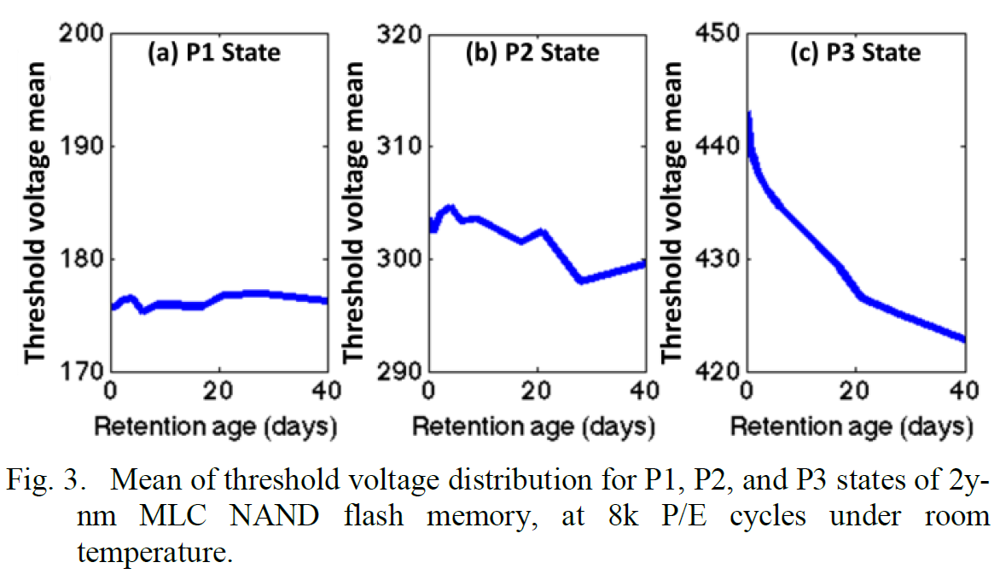 (a) P1 State
Threshold voltage mean
200
190
180
170
0 20 40
Retention age (days)
(b) P2 State
Threshold voltage mean
320
310
300
290
0 20 40
Retention age (days)
(c) P3 State
Threshold voltage mean
450
440
430
420
0 20 40
Retention age (days)
Fig. 3. Mean of threshold voltage distribution for P1, P2, and P3 states of 2y-
nm MLC NAND flash memory, at 8k P/E cycles under room
temperature.